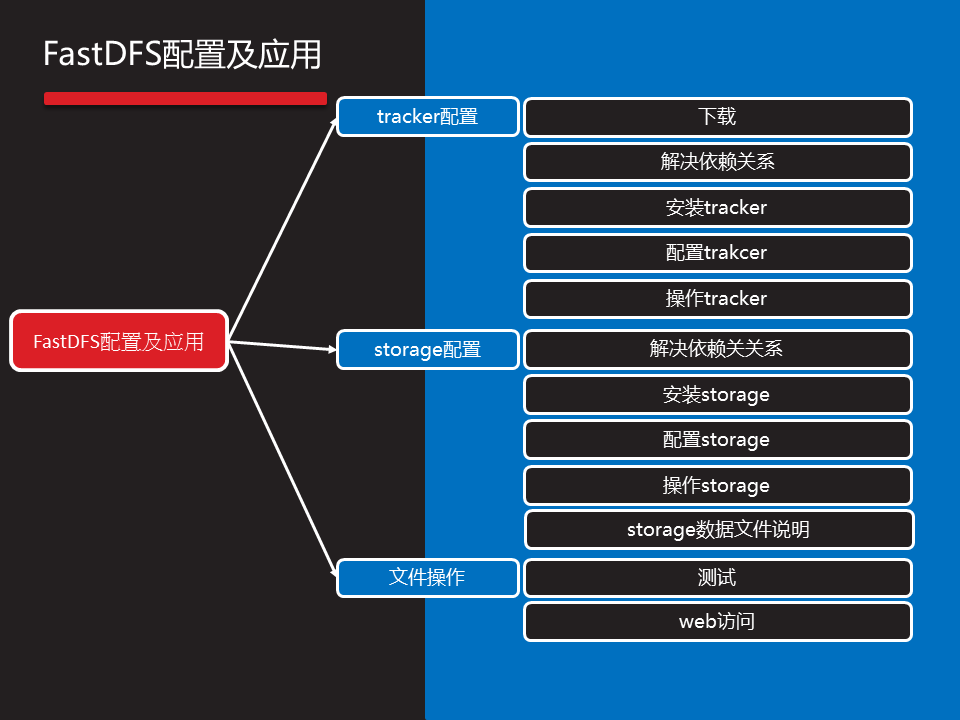 FastDFS配置及应用
tracker配置
下载
解决依赖关系
安装tracker
配置trakcer
操作tracker
FastDFS配置及应用
storage配置
解决依赖关关系
安装storage
配置storage
操作storage
storage数据文件说明
文件操作
测试
web访问